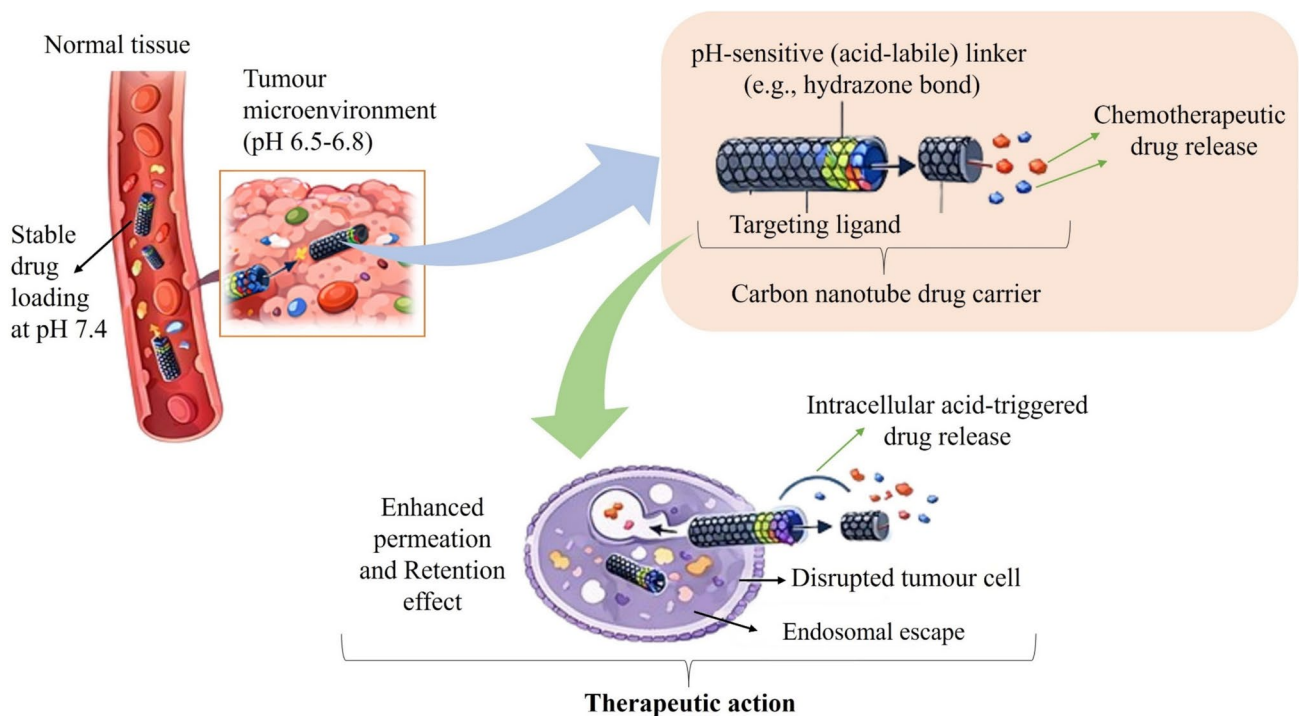 Normal tissue
Tumour
microenvironment
(pH 6.5-6.8)
Stable
drug
loading
at pH 7.4
pH-sensitive (acid-labile) linker
(e.g., hydrazone bond)
Chemotherapeutic
drug release
Targeting ligand
Carbon nanotube drug carrier
Intracellular acid-triggered
drug release
Enhanced
permeation
and Retention
effect
Disrupted tumour cell
Endosomal escape
Therapeutic action